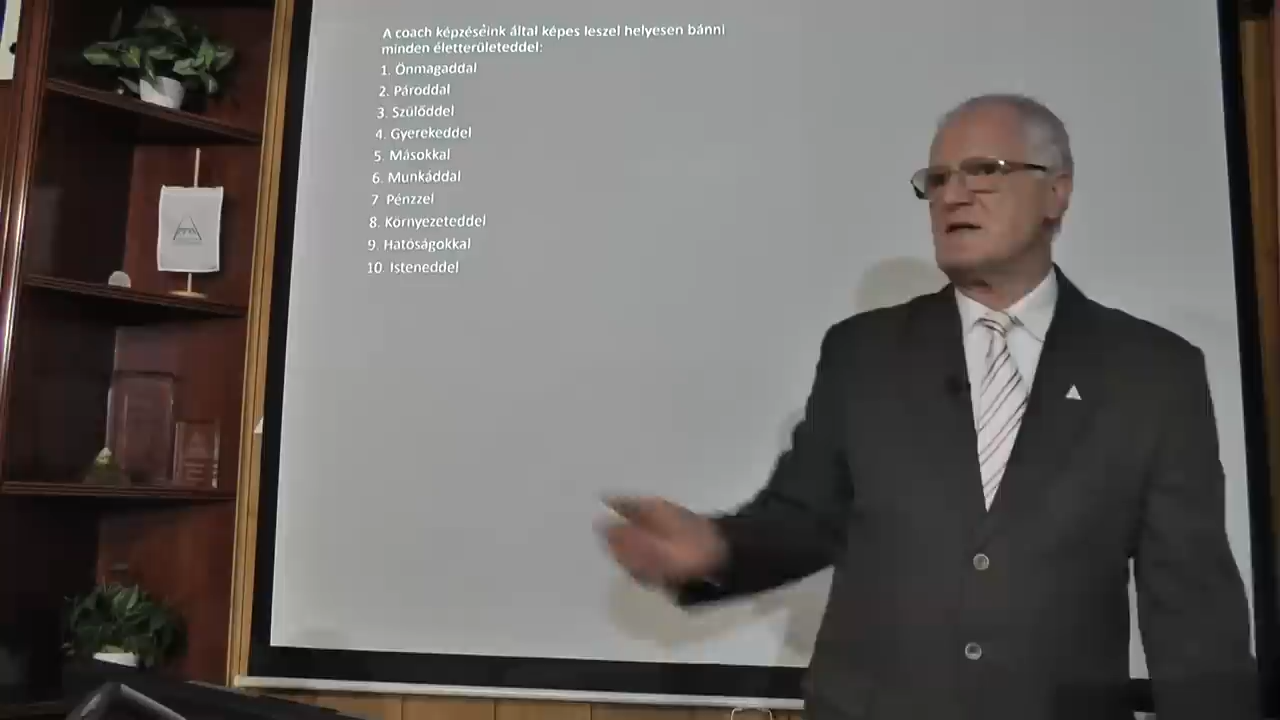 A coach képzéseink által képes leszel helyesen bánni
minden életterületeddel:
1. Önmagaddal
2. Pároddal
3. Szülőddel
4. Gyerekeddel
5. Másokkal
6. Munkáddal
7 Pénzzel
8. Környezeteddel
9. Hatóságokkal
10. Isteneddel